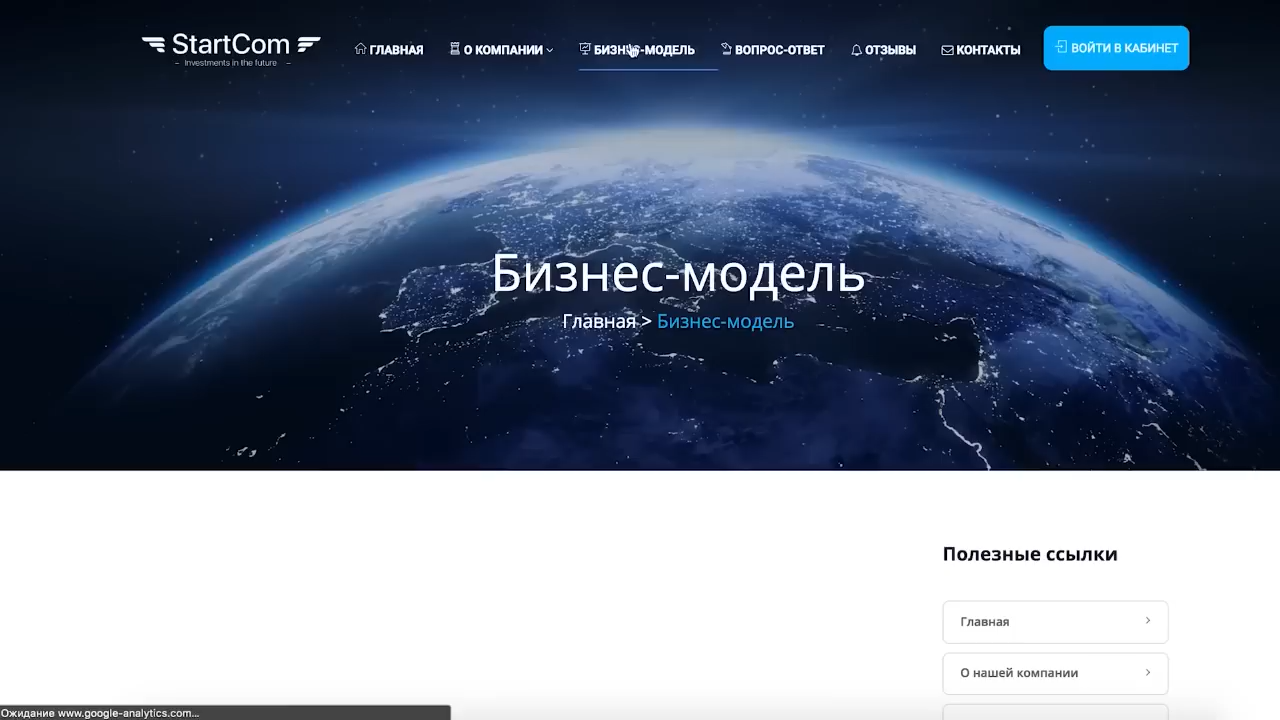 StartCom
– Investments in the future –
ГЛАВНАЯ
О КОМПАНИИ
БИЗНЕС-МОДЕЛЬ
ВОПРОС-ОТВЕТ
ОТЗЫВЫ
КОНТАКТЫ
ВОЙТИ В КАБИНЕТ
Бизнес-модель
Главная > Бизнес-модель
Полезные ссылки
Главная
О нашей компании
Ожидание www.google-analytics.com...